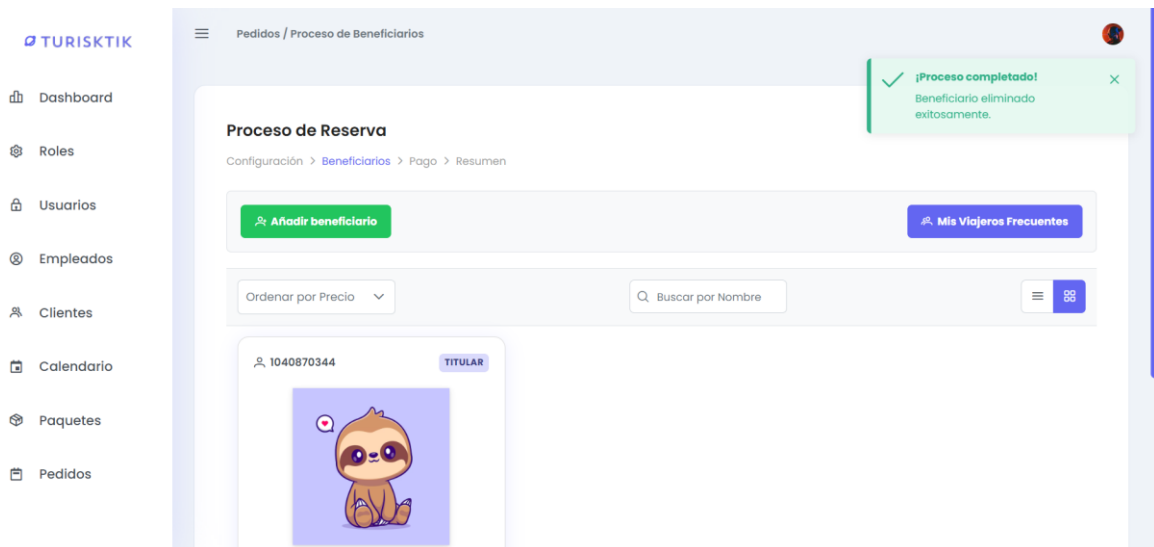 TURISKTIK
Dashboard
Roles
Usuarios
Empleados
Clientes
Calendario
Paquetes
Pedidos
Pedidos / Proceso de Beneficiarios
¡Proceso completado!
Beneficiario eliminado
exitosamente.
Proceso de Reserva
Configuración > Beneficiarios > Pago > Resumen
Añadir beneficiario
Mis Viajeros Frecuentes
Ordenar por Precio
Buscar por Nombre
1040870344
TITULAR